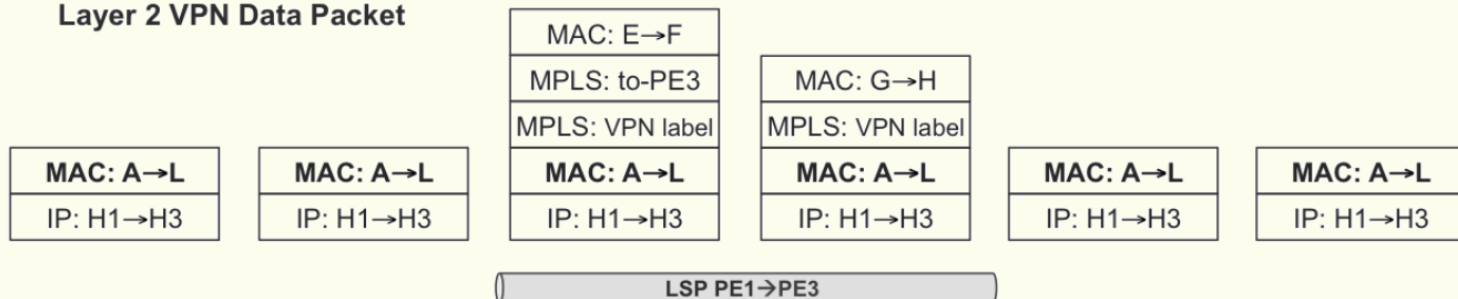 Layer 2 VPN Data Packet
MAC: E→F
MPLS: to-PE3
MAC: G→H
MPLS: VPN label
MPLS: VPN label
MAC: A→L
MAC: A→L
MAC: A→L
MAC: A→L
MAC: A→L
MAC: A→L
IP: H1→H3
IP: H1→H3
IP: H1→H3
IP: H1→H3
IP: H1→H3
IP: H1→H3
LSP PE1→PE3